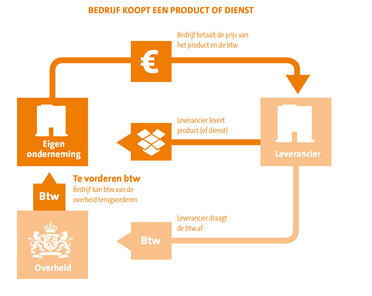 BEDRIJF KOOPT EEN PRODUCT OF DIENST
Bedrijf betaalt de prijs van
het product en de btw
€
Leverancier levert
product (of dienst)
Eigen
onderneming
Leverancier
Te vorderen btw
Bedrijf kan btw van de
overheid terugvorderen
Btw
Leverancier draagt
de btw af
Btw
Overheid